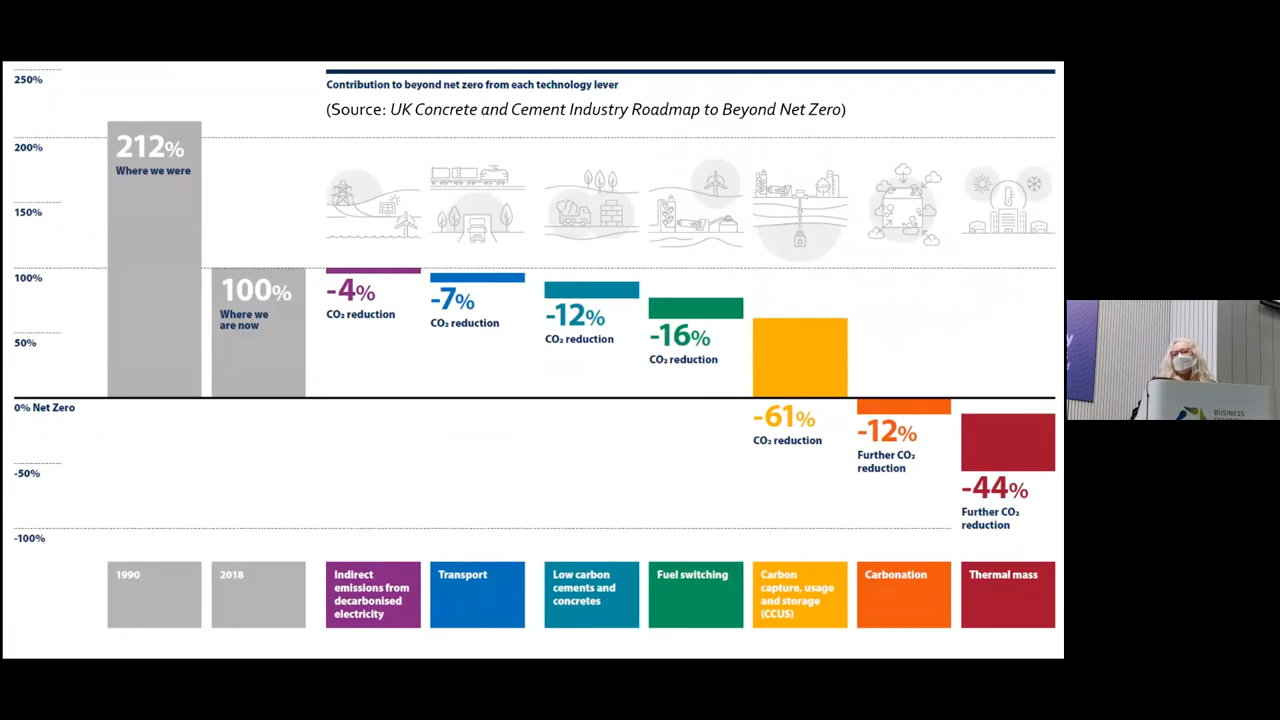 250%
Contribution to beyond net zero from each technology lever
(Source: UK Concrete and Cement Industry Roadmap to Beyond Net Zero)
200%
212%
Where we were
150%
100%
100%
Where we
are now
-4%
CO₂ reduction
-7%
CO₂ reduction
-12%
CO₂ reduction
-16%
CO₂ reduction
50%
0% Net Zero
-61%
CO₂ reduction
-12%
Further CO₂
reduction
-44%
Further CO₂
reduction
-50%
-100%
1990
2018
Indirect
emissions from
decarbonised
electricity
Transport
Low carbon
cements and
concretes
Fuel switching
Carbon
capture, usage
and storage
(CCUS)
Carbonation
Thermal mass
BUSINESS